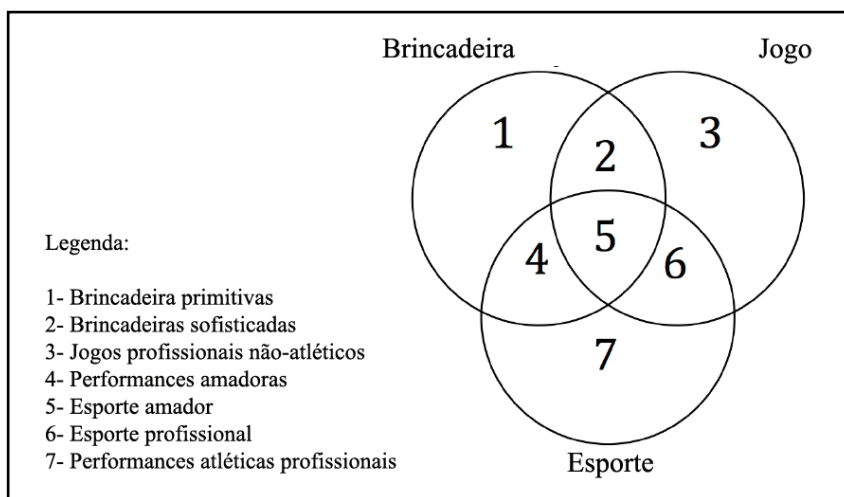 Brincadeira
Jogo
1
2
3
4
5
6
7
Legenda:
1- Brincadeira primitivas
2- Brincadeiras sofisticadas
3- Jogos profissionais não-atléticos
4- Performances amadoras
5- Esporte amador
6- Esporte profissional
7- Performances atléticas profissionais
Esporte